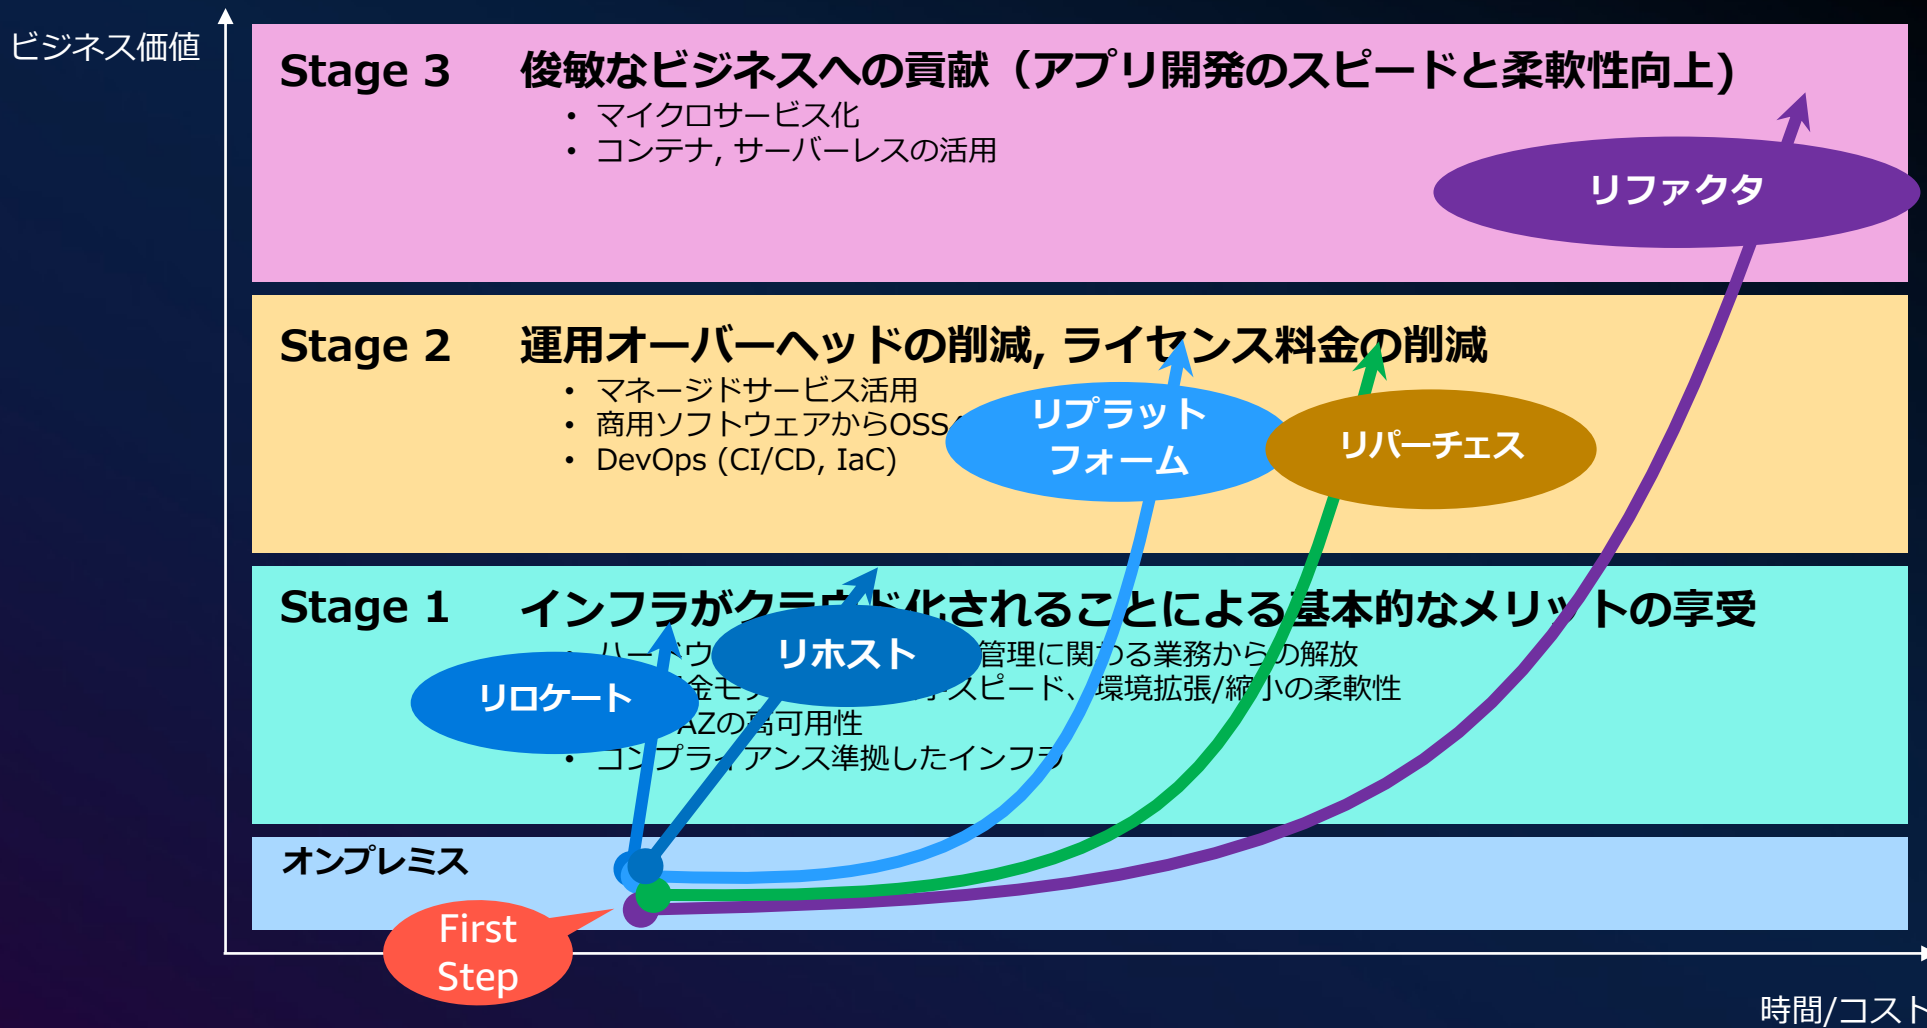 ビジネス価値
Stage 3 俊敏なビジネスへの貢献（アプリ開発のスピードと柔軟性向上)
• マイクロサービス化
• コンテナ, サーバーレスの活用
リファクタ
Stage 2 運用オーバーヘッドの削減, ライセンス料金の削減
• マネージドサービス活用
• 商用ソフトウェアからOSS
• DevOps (CI/CD, IaC)
リプラット
フォーム
リパーチェス
Stage 1 インフラがクラウド化されることによる基本的なメリットの享受
• ハードウ 管理に関わる業務からの解放
金モ スピード、環境拡張/縮小の柔軟性
AZの高可用性
• コンプライアンス準拠したインフラ
リホスト
リロケート
オンプレミス
First
Step
時間/コスト